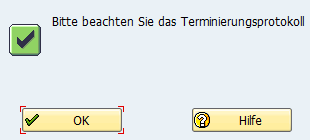 Bitte beachten Sie das Terminierungsprotokoll
OK
Hilfe